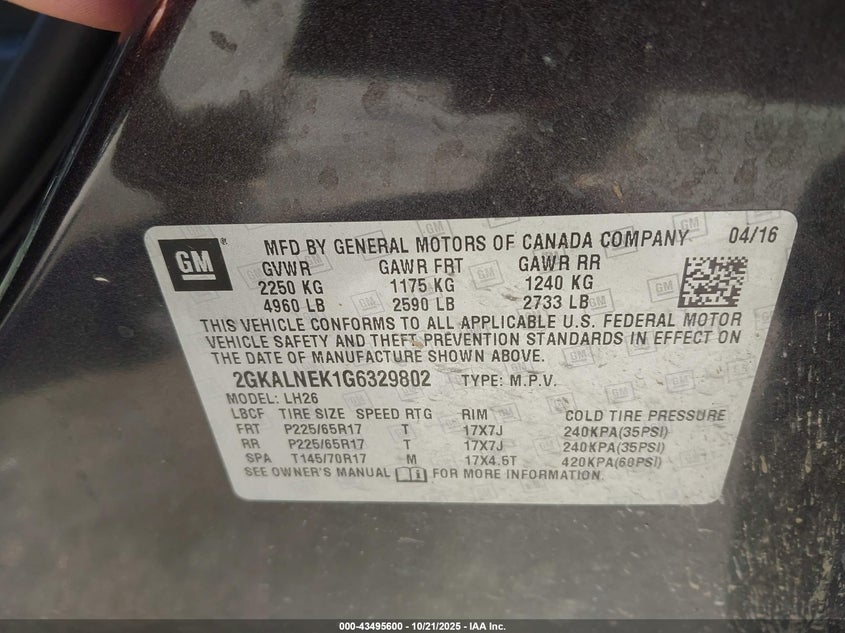 GM
MFD BY GENERAL MOTORS OF CANADA COMPANY 04/16
GVWR GAWR FRT GAWR RR
2250 KG 1175 KG 1240 KG
4960 LB 2590 LB 2733 LB
THIS VEHICLE CONFORMS TO ALL APPLICABLE U.S. FEDERAL MOTOR
VEHICLE SAFETY AND THEFT PREVENTION STANDARDS IN EFFECT ON
THE DATE OF MANUFACTURE SHOWN ABOVE.
2GKALNEK1G6329802 TYPE: M.P.V.
MODEL: LH26
LBCF TIRE SIZE SPEED RTG RIM COLD TIRE PRESSURE
FRT P225/65R17 T 17X7J 240KPA(35PSI)
RR P225/65R17 T 17X7J 240KPA(35PSI)
SPA T145/70R17 M 17X4.5T 420KPA(60PSI)
SEE OWNER'S MANUAL FOR MORE INFORMATION.
000-43495600 - 10/21/2025 - IAA Inc.